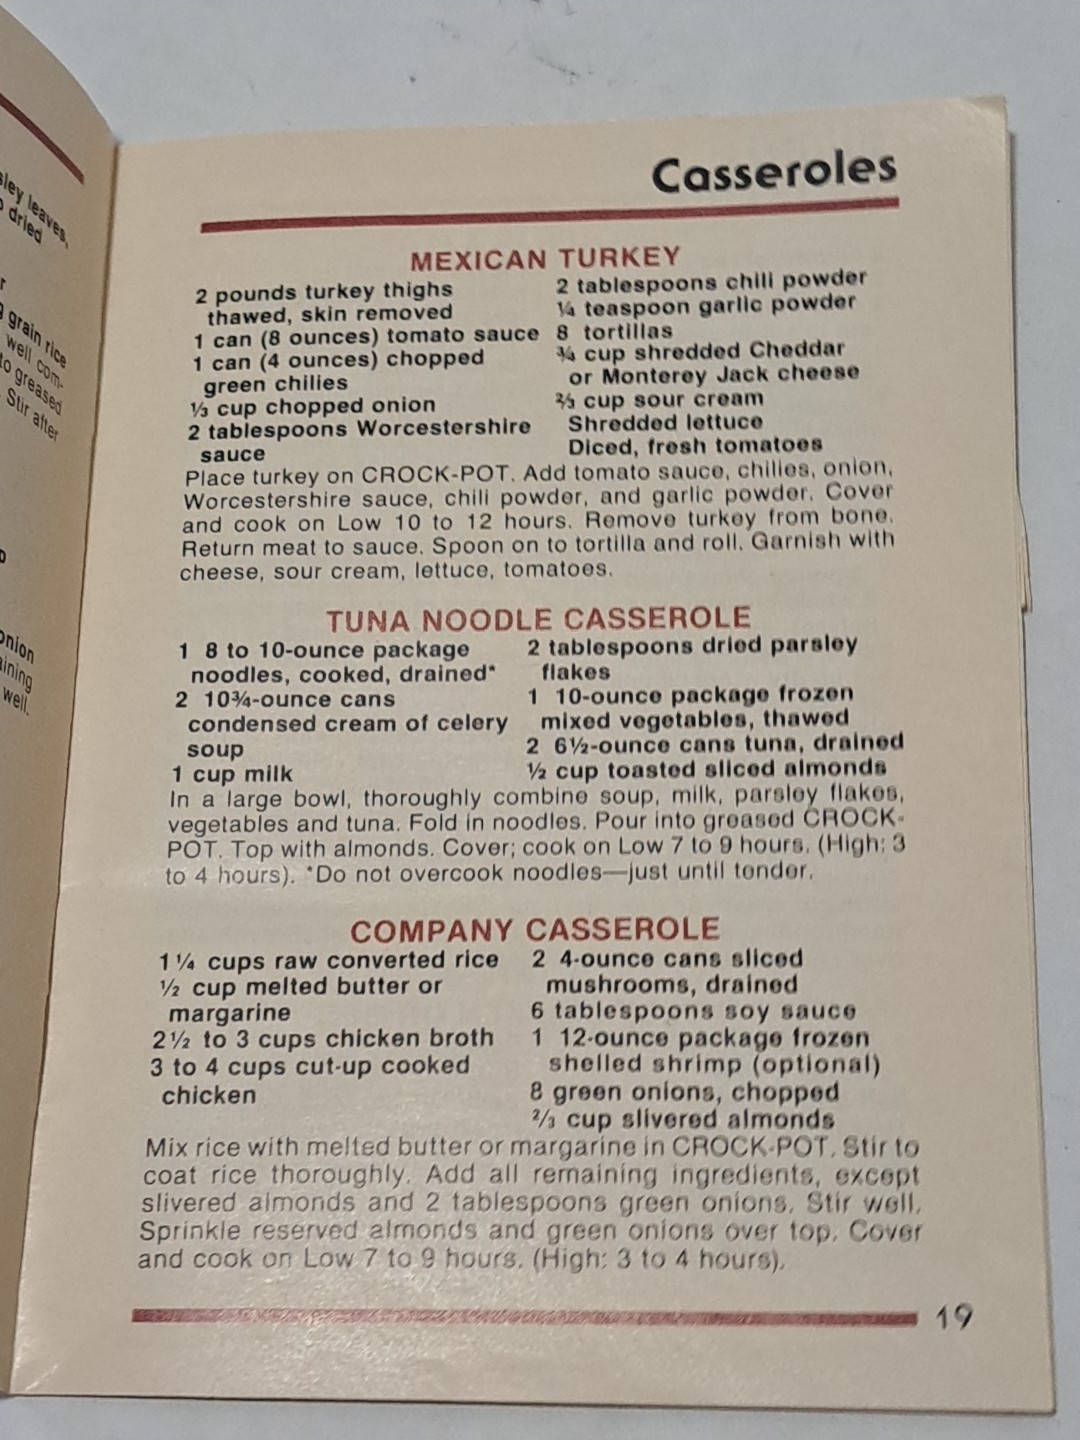 sley leaves,
dried
r
grain rice
well com-
to greased
Stir after
onion
well.
Casseroles
MEXICAN TURKEY
2 pounds turkey thighs
thawed, skin removed
1 can (8 ounces) tomato sauce
1 can (4 ounces) chopped
green chilies
⅓ cup chopped onion
2 tablespoons Worcestershire
sauce
2 tablespoons chili powder
¼ teaspoon garlic powder
8 tortillas
¾ cup shredded Cheddar
or Monterey Jack cheese
⅔ cup sour cream
Shredded lettuce
Diced, fresh tomatoes
Place turkey on CROCK-POT. Add tomato sauce, chilies, onion,
Worcestershire sauce, chili powder, and garlic powder. Cover
and cook on Low 10 to 12 hours. Remove turkey from bone.
Return meat to sauce. Spoon on to tortilla and roll. Garnish with
cheese, sour cream, lettuce, tomatoes.
TUNA NOODLE CASSEROLE
1 8 to 10-ounce package
noodles, cooked, drained*
2 10¾-ounce cans
condensed cream of celery
soup
1 cup milk
2 tablespoons dried parsley
flakes
1 10-ounce package frozen
mixed vegetables, thawed
2 6½-ounce cans tuna, drained
½ cup toasted sliced almonds
In a large bowl, thoroughly combine soup, milk, parsley flakes,
vegetables and tuna. Fold in noodles. Pour into greased CROCK-
POT. Top with almonds. Cover; cook on Low 7 to 9 hours. (High: 3
to 4 hours). *Do not overcook noodles—just until tender.
COMPANY CASSEROLE
1¼ cups raw converted rice
½ cup melted butter or
margarine
2½ to 3 cups chicken broth
3 to 4 cups cut-up cooked
chicken
2 4-ounce cans sliced
mushrooms, drained
6 tablespoons soy sauce
1 12-ounce package frozen
shelled shrimp (optional)
8 green onions, chopped
⅔ cup slivered almonds
Mix rice with melted butter or margarine in CROCK-POT. Stir to
coat rice thoroughly. Add all remaining ingredients, except
slivered almonds and 2 tablespoons green onions. Stir well.
Sprinkle reserved almonds and green onions over top. Cover
and cook on Low 7 to 9 hours. (High: 3 to 4 hours).
19